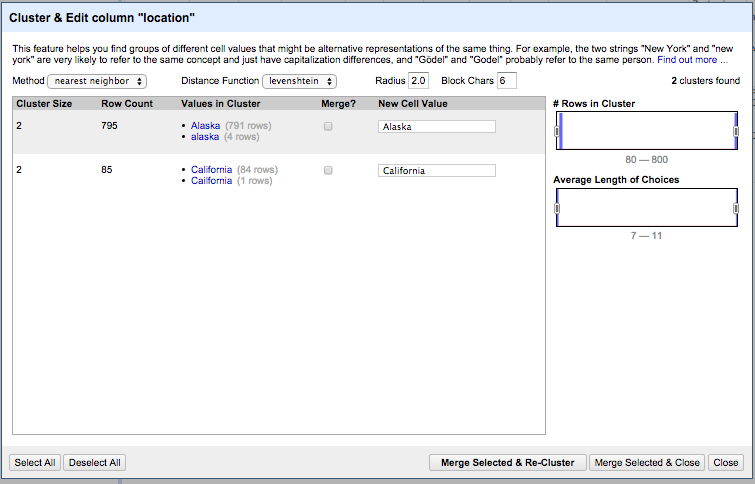 Cluster & Edit column "location"
This feature helps you find groups of different cell values that might be alternative representations of the same thing. For example, the two strings "New York" and "new
york" are very likely to refer to the same concept and just have capitalization differences, and "Gödel" and "Godel" probably refer to the same person. Find out more ...
Method nearest neighbor Distance Function levenshtein Radius 2.0 Block Chars 6 2 clusters found
Cluster Size Row Count Values in Cluster Merge? New Cell Value
2 795 • Alaska (791 rows) Alaska
• alaska (4 rows)
2 85 • California (84 rows) California
• Cailfornia (1 rows)
# Rows in Cluster
80 — 800
Average Length of Choices
7 — 11
Select All Deselect All Merge Selected & Re-Cluster Merge Selected & Close Close